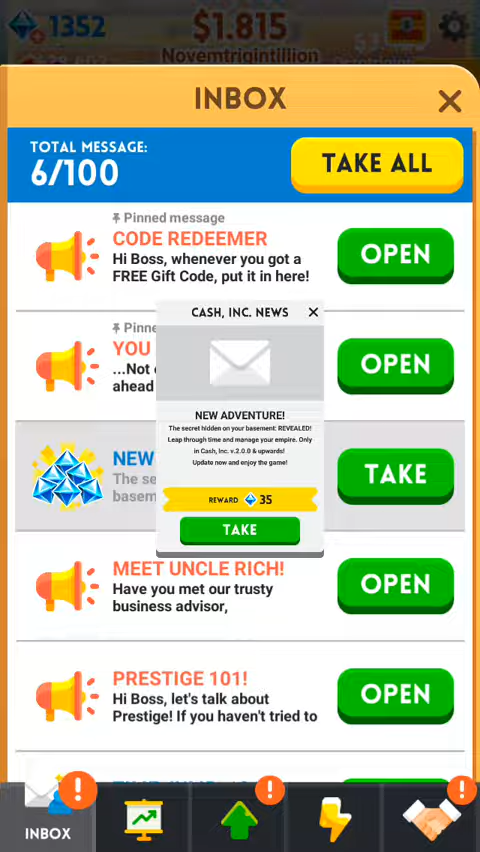 1352
$1.815
Novemtrigintillion
INBOX
TOTAL MESSAGE:
6/100
TAKE ALL
Pinned message
CODE REDEEMER
Hi Boss, whenever you got a
FREE Gift Code, put it in here!
OPEN
Pinne
YOU
...Not
ahead
OPEN
CASH, INC. NEWS
NEW ADVENTURE!
The secret hidden on your basement: REVEALED!
Leap through time and manage your empire. Only
in Cash, Inc. v.2.0.0 & upwards!
Update now and enjoy the game!
REWARD 35
TAKE
NEW
The se
basem
TAKE
MEET UNCLE RICH!
Have you met our trusty
business advisor,
OPEN
PRESTIGE 101!
Hi Boss, let's talk about
Prestige! If you haven't tried to
OPEN
INBOX